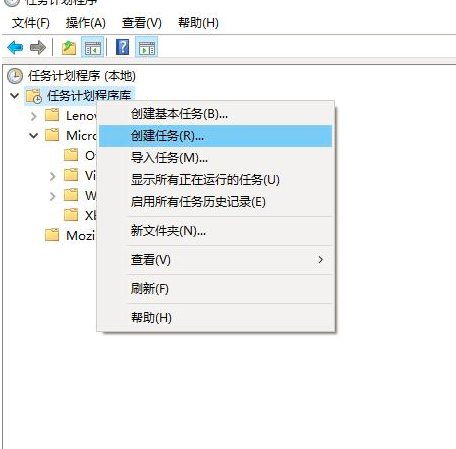 任务计划程序
文件(F) 操作(A) 查看(V) 帮助(H)
任务计划程序 (本地)
任务计划程序库
Lenov
创建基本任务(B)...
Micro
创建任务(R)...
导入任务(M)...
显示所有正在运行的任务(U)
启用所有任务历史记录(E)
Mozi
新文件夹(N)...
查看(V)
刷新(F)
帮助(H)